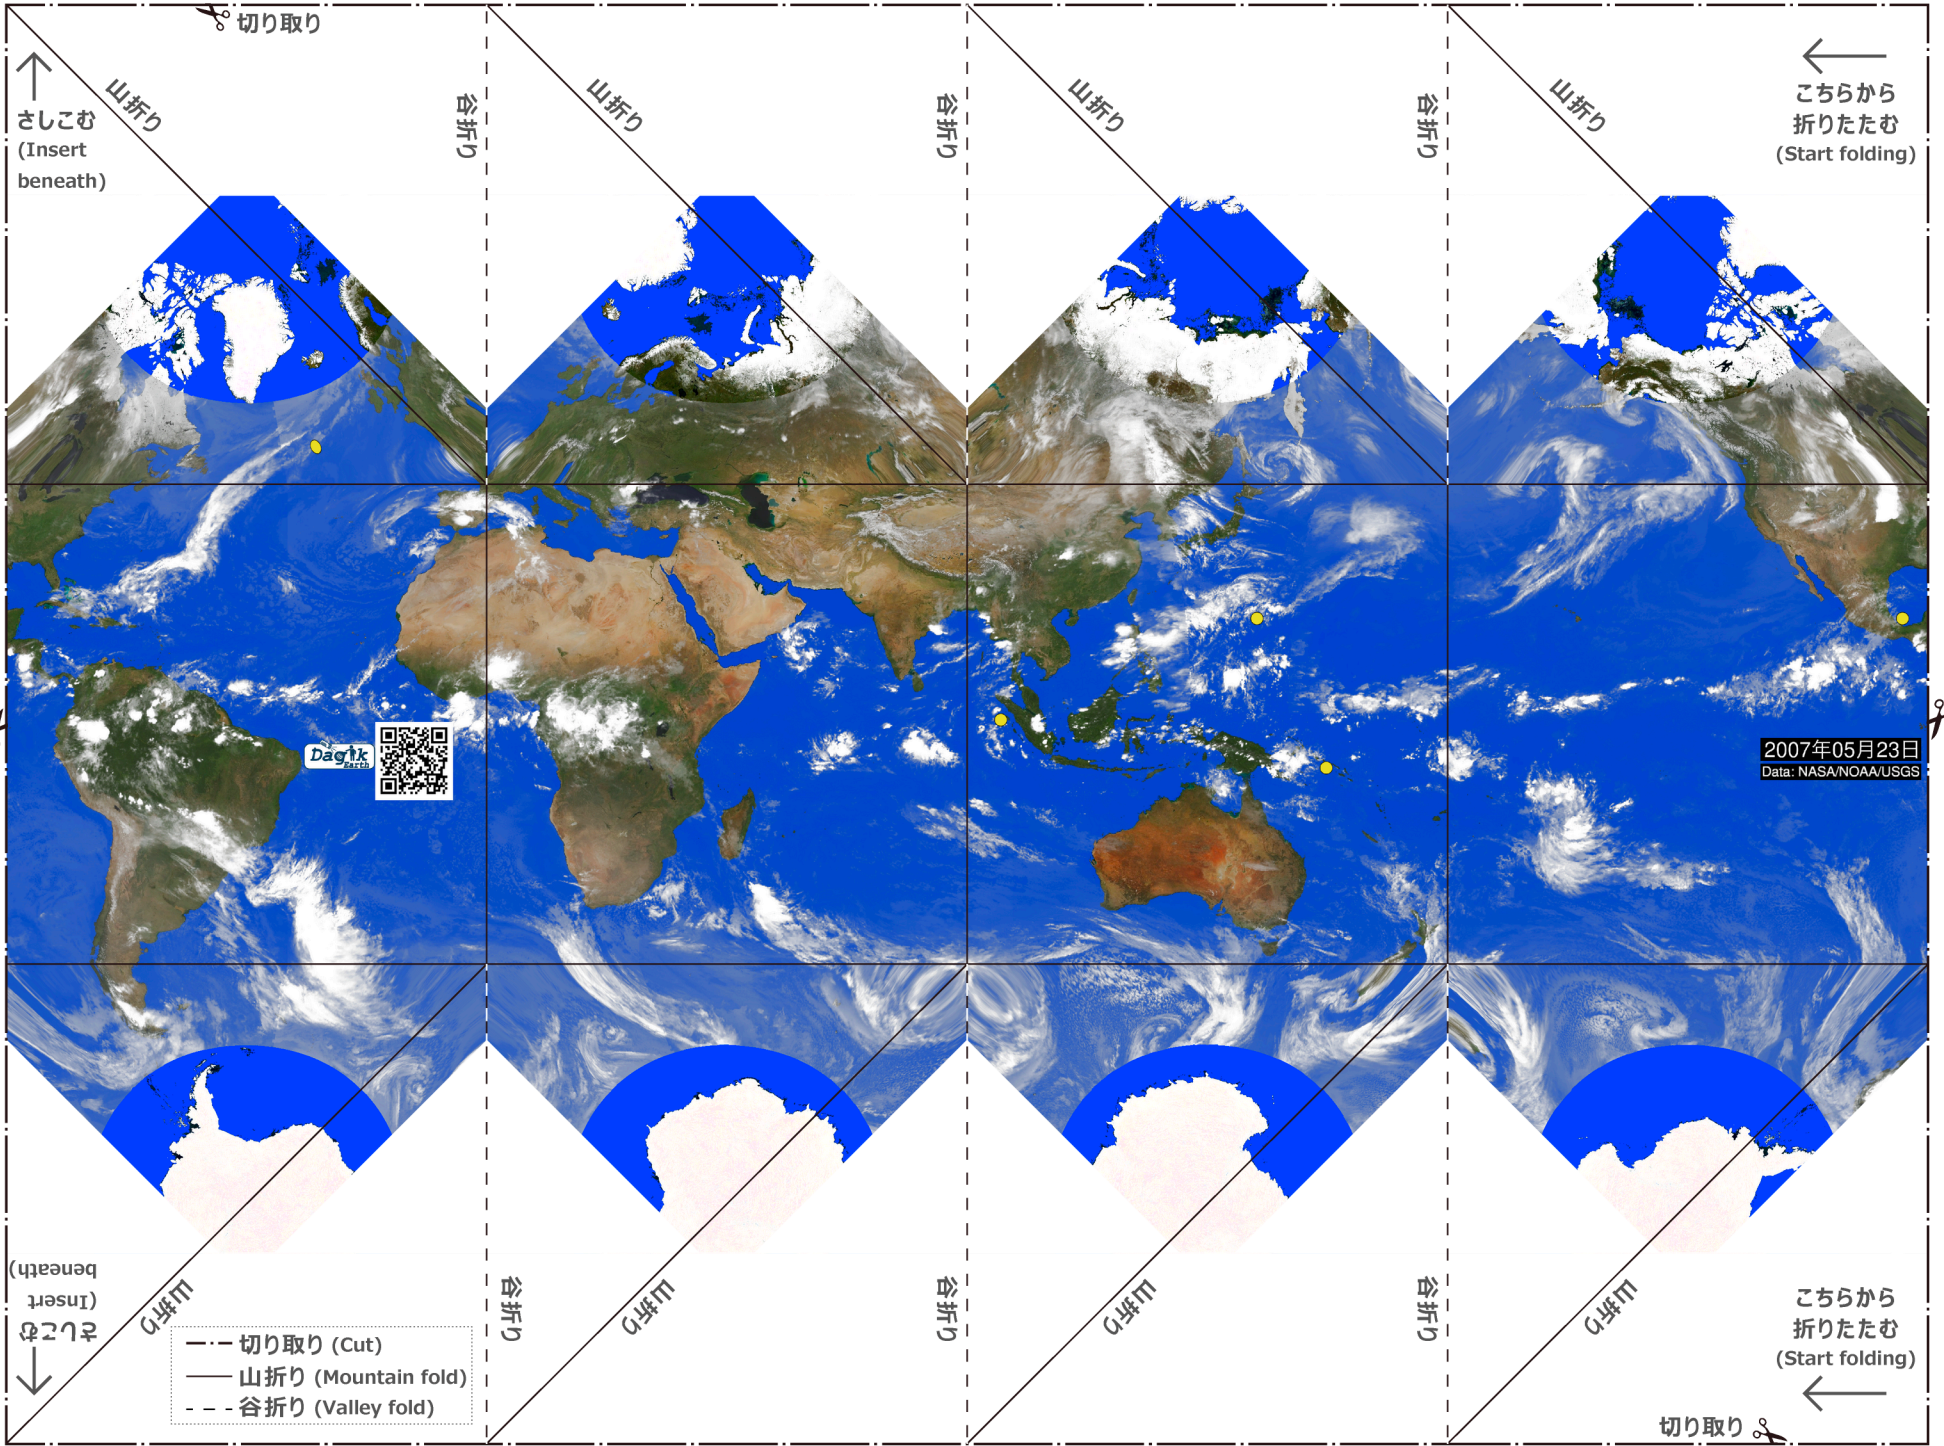 切り取り
山折り
谷折り
山折り
谷折り
山折り
谷折り
山折り
さしこむ
(Insert
beneath)
こちらから
折りたたむ
(Start folding)
Dagik
Earth
2007年05月23日
Data: NASA/NOAA/USGS
さしこむ
(Insert
beneath)
山折り
谷折り
山折り
谷折り
山折り
谷折り
山折り
切り取り (Cut)
山折り (Mountain fold)
谷折り (Valley fold)
こちらから
折りたたむ
(Start folding)
切り取り